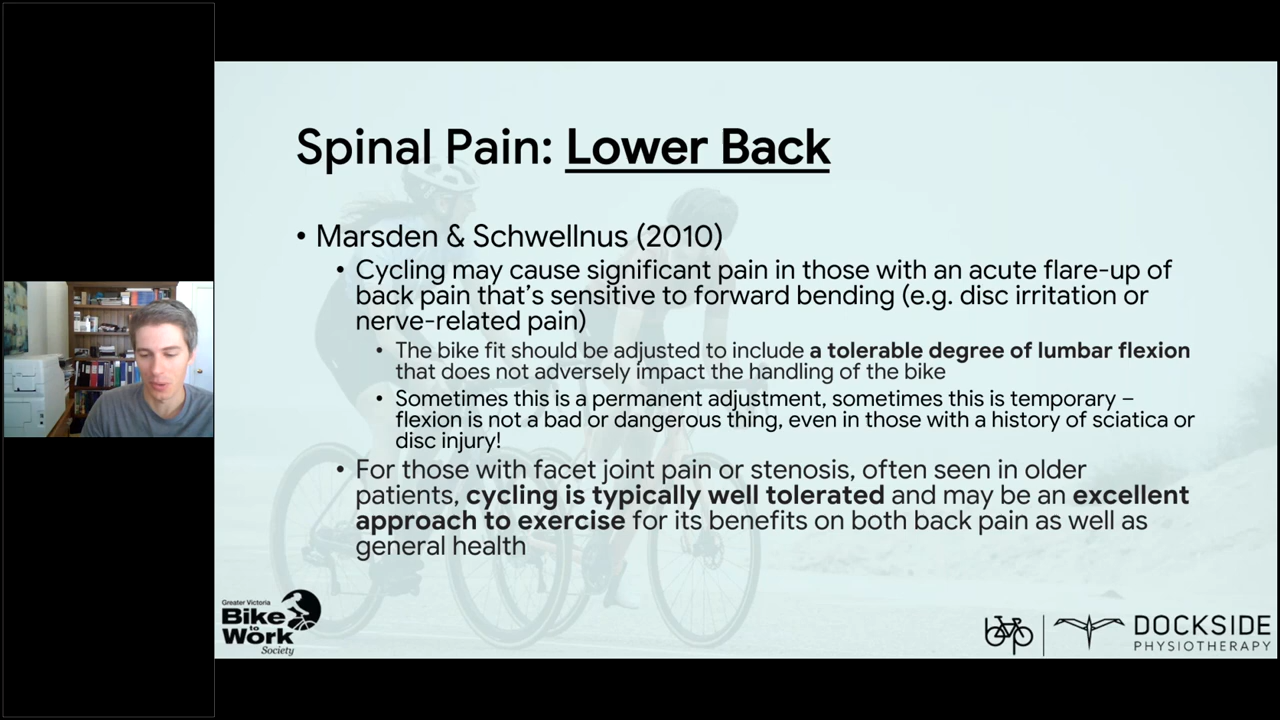 Spinal Pain: Lower Back
• Marsden & Schwellnus (2010)
• Cycling may cause significant pain in those with an acute flare-up of
back pain that's sensitive to forward bending (e.g. disc irritation or
nerve-related pain)
• The bike fit should be adjusted to include a tolerable degree of lumbar flexion
that does not adversely impact the handling of the bike
• Sometimes this is a permanent adjustment, sometimes this is temporary –
flexion is not a bad or dangerous thing, even in those with a history of sciatica or
disc injury!
• For those with facet joint pain or stenosis, often seen in older
patients, cycling is typically well tolerated and may be an excellent
approach to exercise for its benefits on both back pain as well as
general health
Greater Victoria
Bike
to
Work
Society
DOCKSIDE
PHYSIOTHERAPY